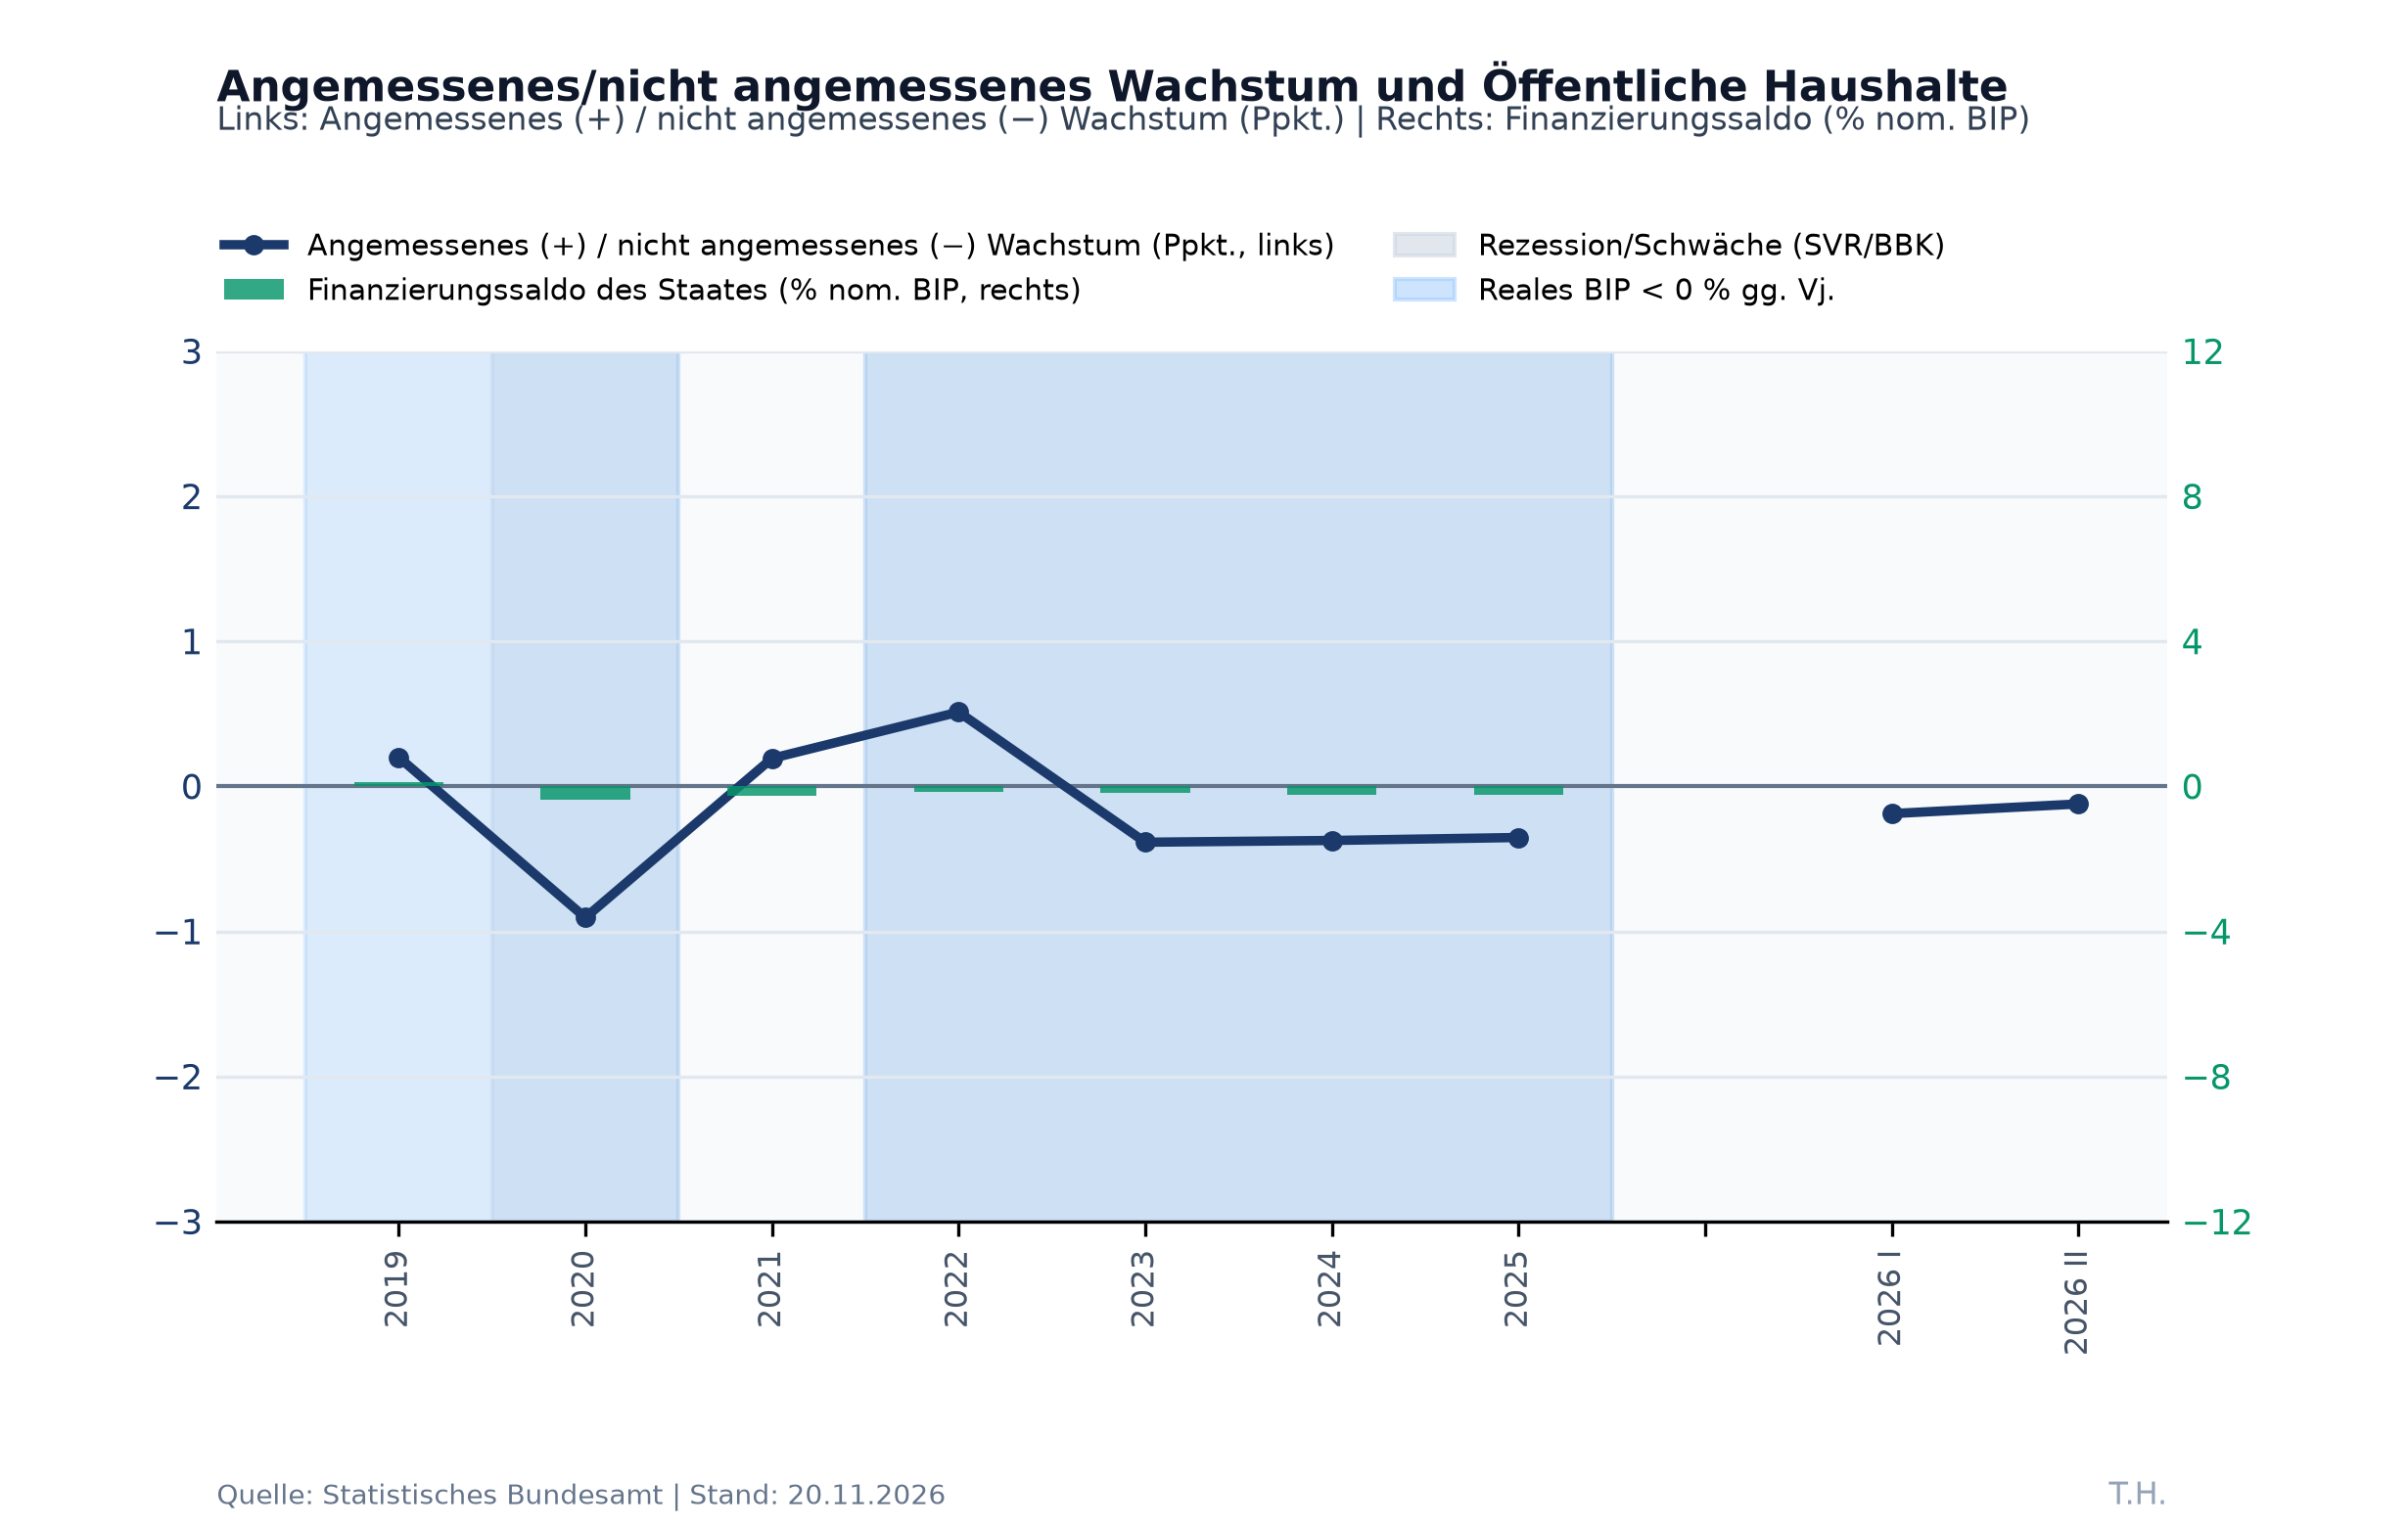 Angemessenes/nicht angemessenes Wachstum und Öffentliche Haushalte
Links: Angemessenes (+) / nicht angemessenes (−) Wachstum (Ppkt.) | Rechts: Finanzierungssaldo (% nom. BIP)
Angemessenes (+) / nicht angemessenes (−) Wachstum (Ppkt., links)
Finanzierungssaldo des Staates (% nom. BIP, rechts)
Rezession/Schwäche (SVR/BBK)
Reales BIP < 0 % gg. Vj.
3
2
1
0
−1
−2
−3
12
8
4
0
−4
−8
−12
2019
2020
2021
2022
2023
2024
2025
2026 I
2026 II
Quelle: Statistisches Bundesamt | Stand: 20.11.2026
T.H.